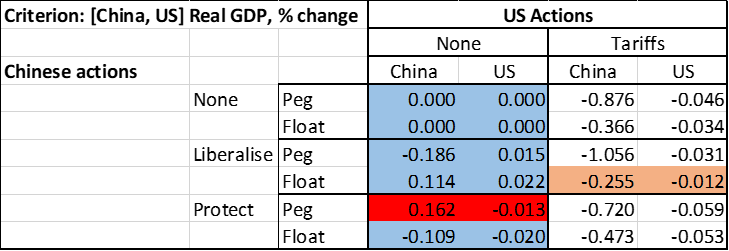 Criterion: [China, US] Real GDP, % change US Actions
None Tariffs
Chinese actions China US China US
None Peg 0.000 0.000 -0.876 -0.046
Float 0.000 0.000 -0.366 -0.034
Liberalise Peg -0.186 0.015 -1.056 -0.031
Float 0.114 0.022 -0.255 -0.012
Protect Peg 0.162 -0.013 -0.720 -0.059
Float -0.109 -0.020 -0.473 -0.053